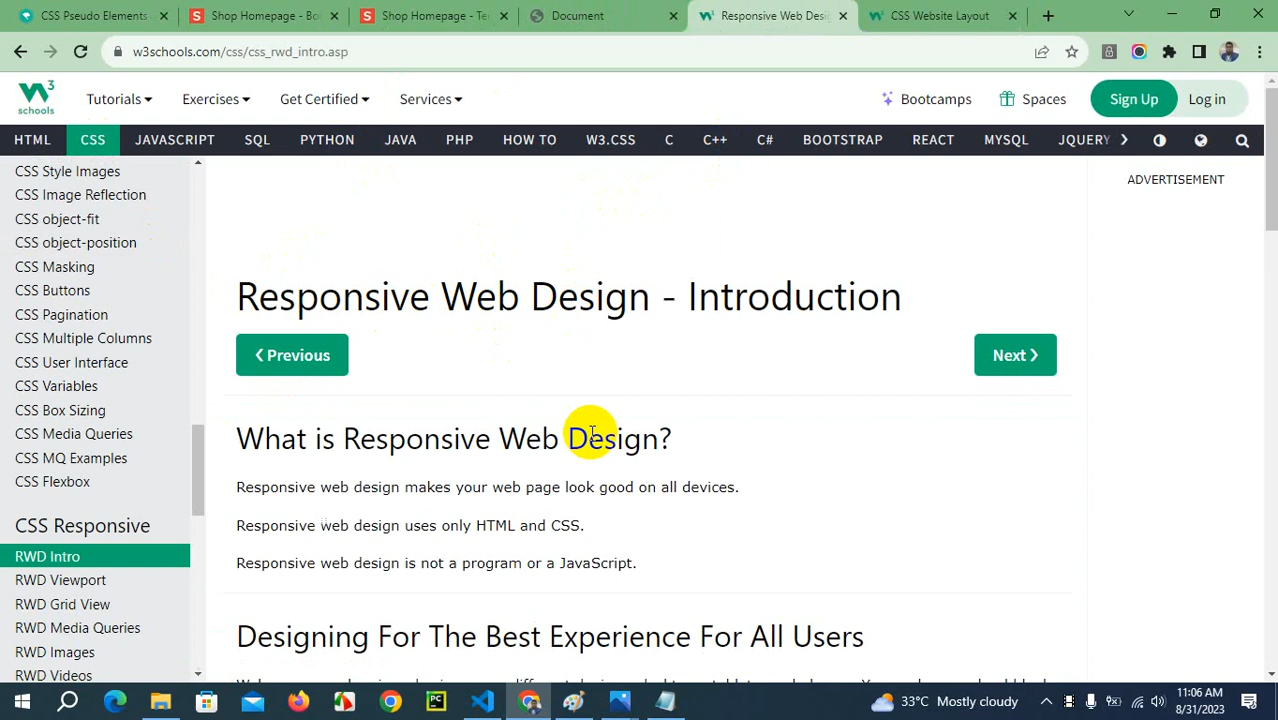 CSS Pseudo Elements
Shop Homepage - Bo
Shop Homepage - Te
Document
Responsive Web Desi
CSS Website Layout
w3schools.com/css/css_rwd_intro.asp
W3
schools
Tutorials
Exercises
Get Certified
Services
Bootcamps
Spaces
Sign Up
Log in
HTML
CSS
JAVASCRIPT
SQL
PYTHON
JAVA
PHP
HOW TO
W3.CSS
C
C++
C#
BOOTSTRAP
REACT
MYSQL
JQUERY
CSS Style Images
CSS Image Reflection
CSS object-fit
CSS object-position
CSS Masking
CSS Buttons
CSS Pagination
CSS Multiple Columns
CSS User Interface
CSS Variables
CSS Box Sizing
CSS Media Queries
CSS MQ Examples
CSS Flexbox
CSS Responsive
RWD Intro
RWD Viewport
RWD Grid View
RWD Media Queries
RWD Images
RWD Videos
ADVERTISEMENT
Responsive Web Design - Introduction
❮ Previous
Next ❯
What is Responsive Web Design?
Responsive web design makes your web page look good on all devices.
Responsive web design uses only HTML and CSS.
Responsive web design is not a program or a JavaScript.
Designing For The Best Experience For All Users
33°C Mostly cloudy
11:06 AM
8/31/2023